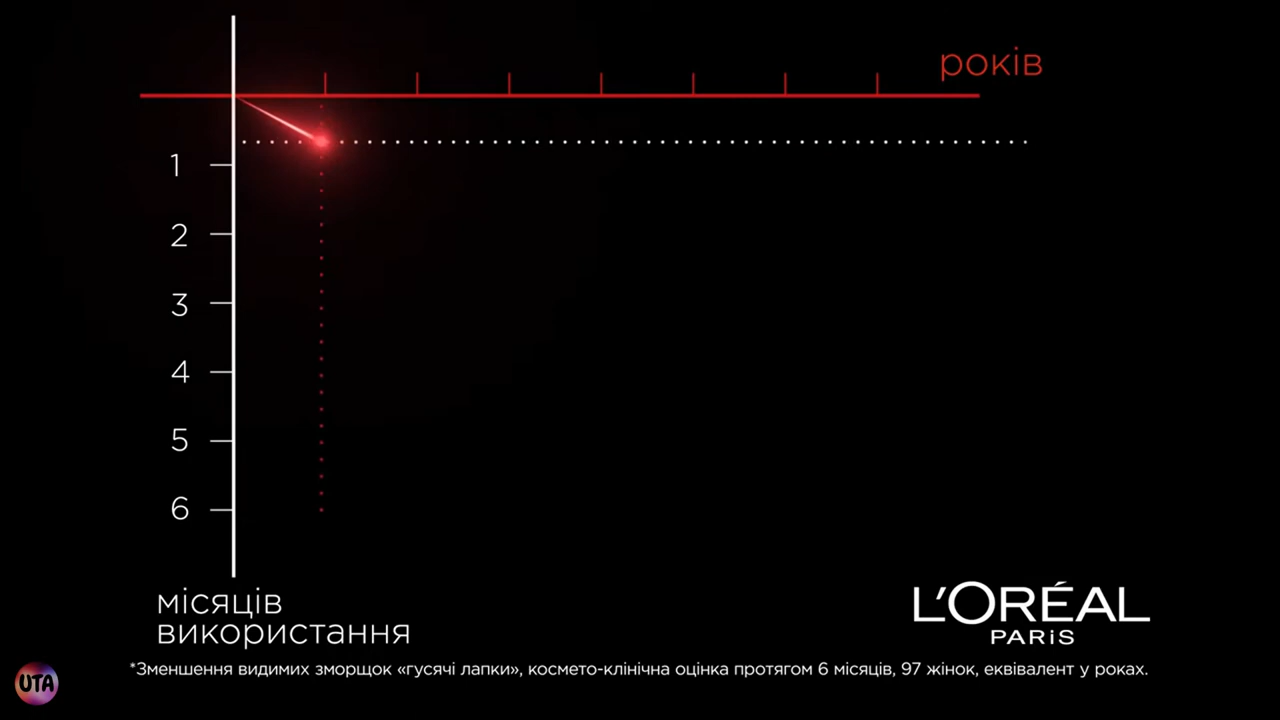 років
1
2
3
4
5
6
місяців
використання
L'ORÉAL
PARiS
*Зменшення видимих зморщок «гусячі лапки», космето-клінічна оцінка протягом 6 місяців, 97 жінок, еквівалент у роках.
UTA